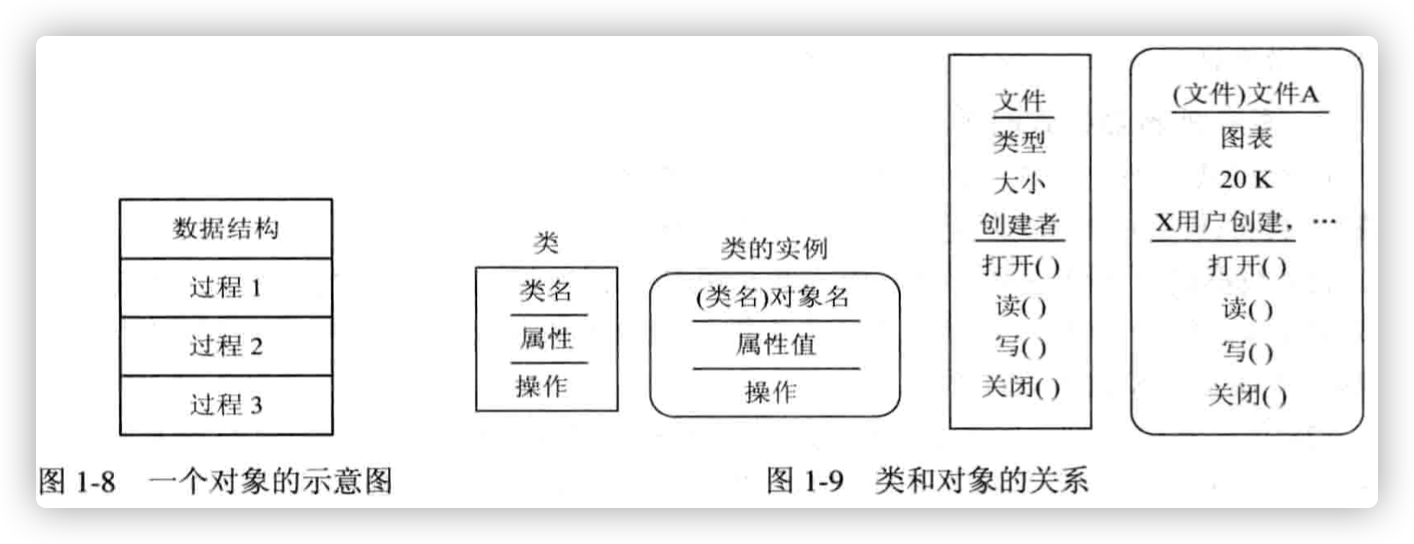 数据结构
过程 1
过程 2
过程 3
图 1-8 一个对象的示意图
类
类名
属性
操作
类的实例
(类名)对象名
属性值
操作
文件
类型
大小
创建者
打开( )
读( )
写( )
关闭( )
(文件)文件A
图表
20 K
X用户创建，…
打开( )
读( )
写( )
关闭( )
图 1-9 类和对象的关系